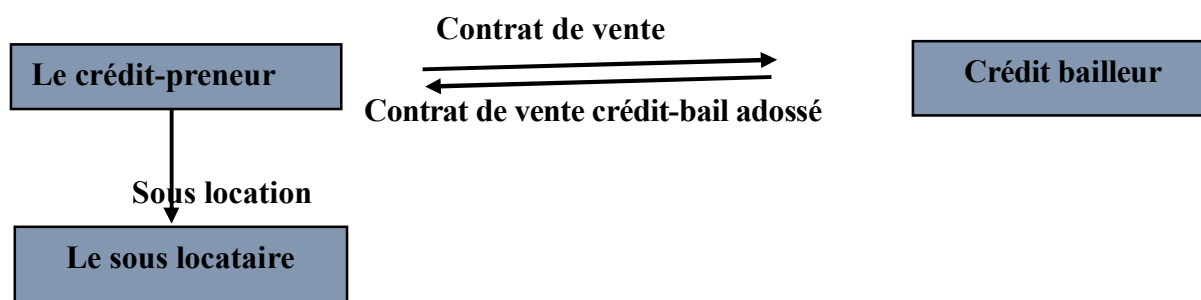 Contrat de vente
Le crédit-preneur
Crédit bailleur
Contrat de vente crédit-bail adossé
Sous location
Le sous locataire